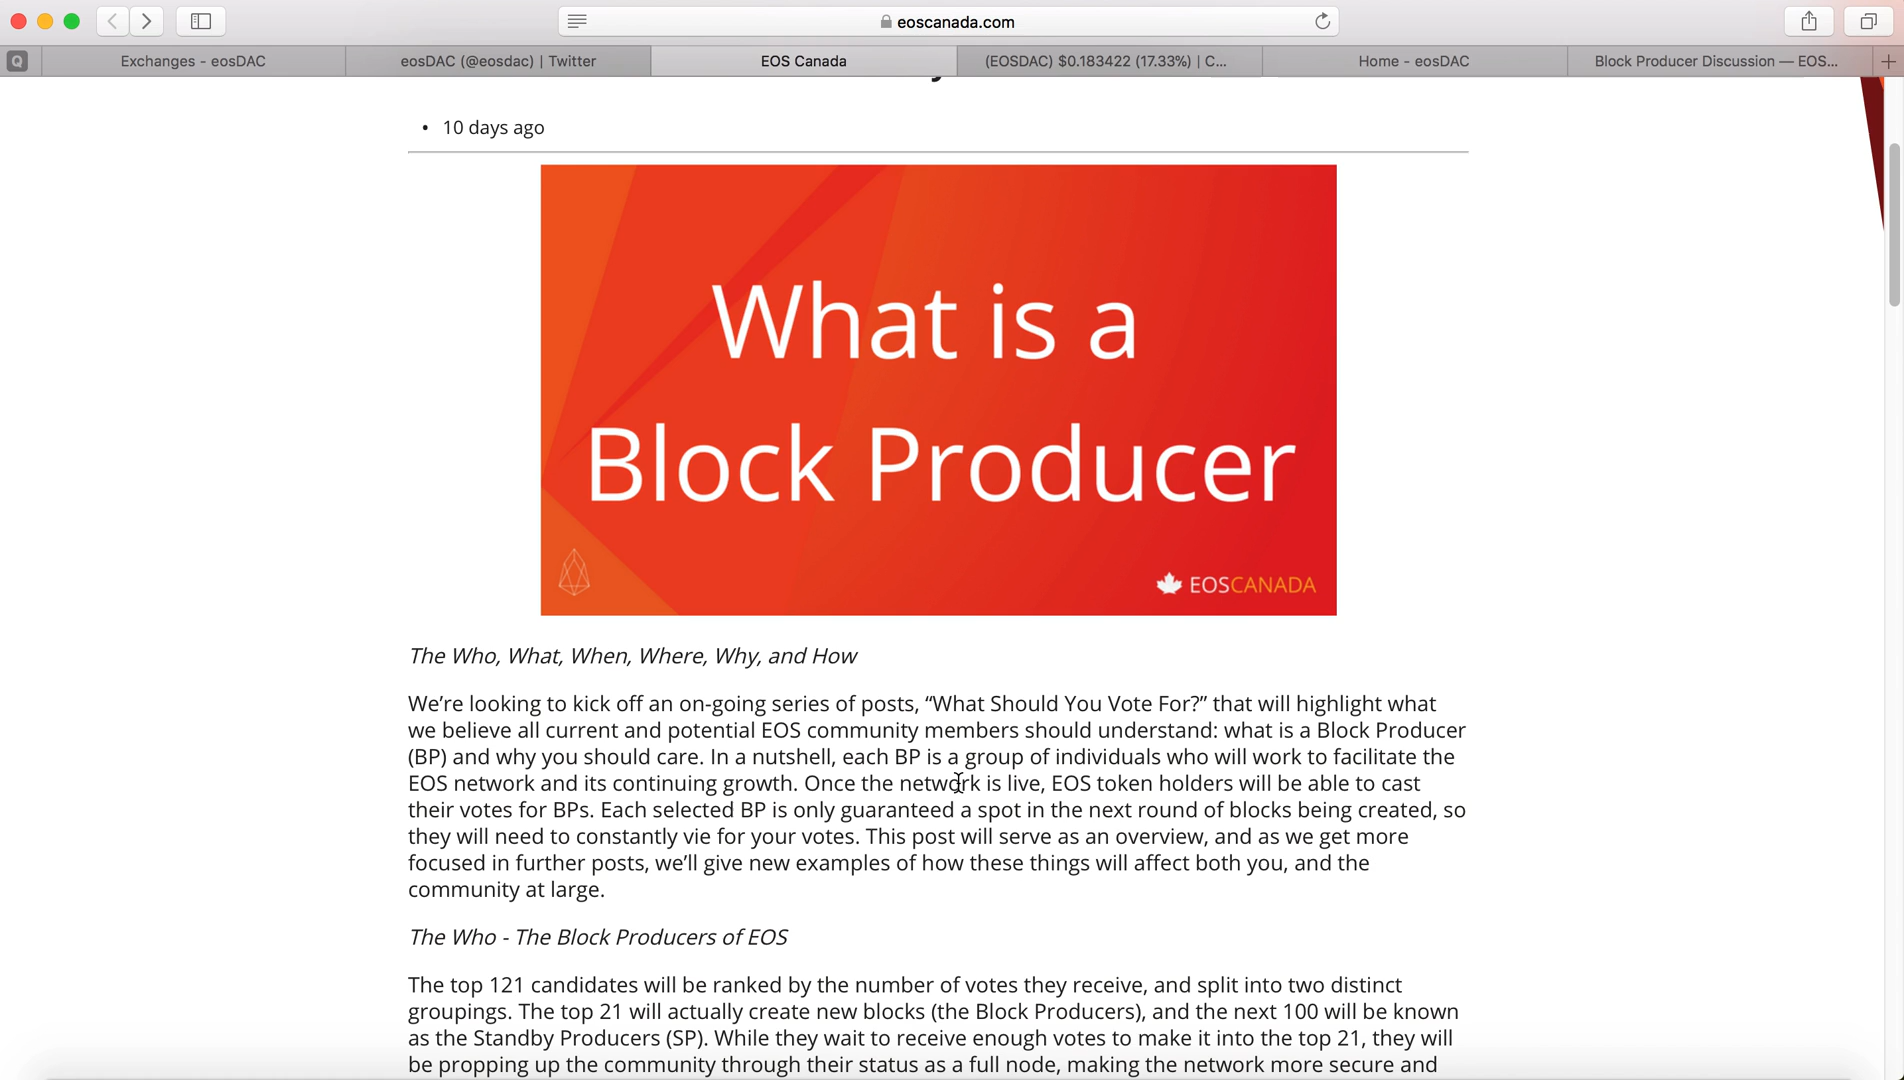 eoscanada.com
Q
Exchanges - eosDAC
eosDAC (@eosdac) | Twitter
EOS Canada
(EOSDAC) $0.183422 (17.33%) | C...
Home - eosDAC
Block Producer Discussion — EOS...
• 10 days ago
What is a
Block Producer
EOSCANADA
The Who, What, When, Where, Why, and How
We’re looking to kick off an on-going series of posts, “What Should You Vote For?” that will highlight what
we believe all current and potential EOS community members should understand: what is a Block Producer
(BP) and why you should care. In a nutshell, each BP is a group of individuals who will work to facilitate the
EOS network and its continuing growth. Once the network is live, EOS token holders will be able to cast
their votes for BPs. Each selected BP is only guaranteed a spot in the next round of blocks being created, so
they will need to constantly vie for your votes. This post will serve as an overview, and as we get more
focused in further posts, we’ll give new examples of how these things will affect both you, and the
community at large.
The Who - The Block Producers of EOS
The top 121 candidates will be ranked by the number of votes they receive, and split into two distinct
groupings. The top 21 will actually create new blocks (the Block Producers), and the next 100 will be known
as the Standby Producers (SP). While they wait to receive enough votes to make it into the top 21, they will
be propping up the community through their status as a full node, making the network more secure and